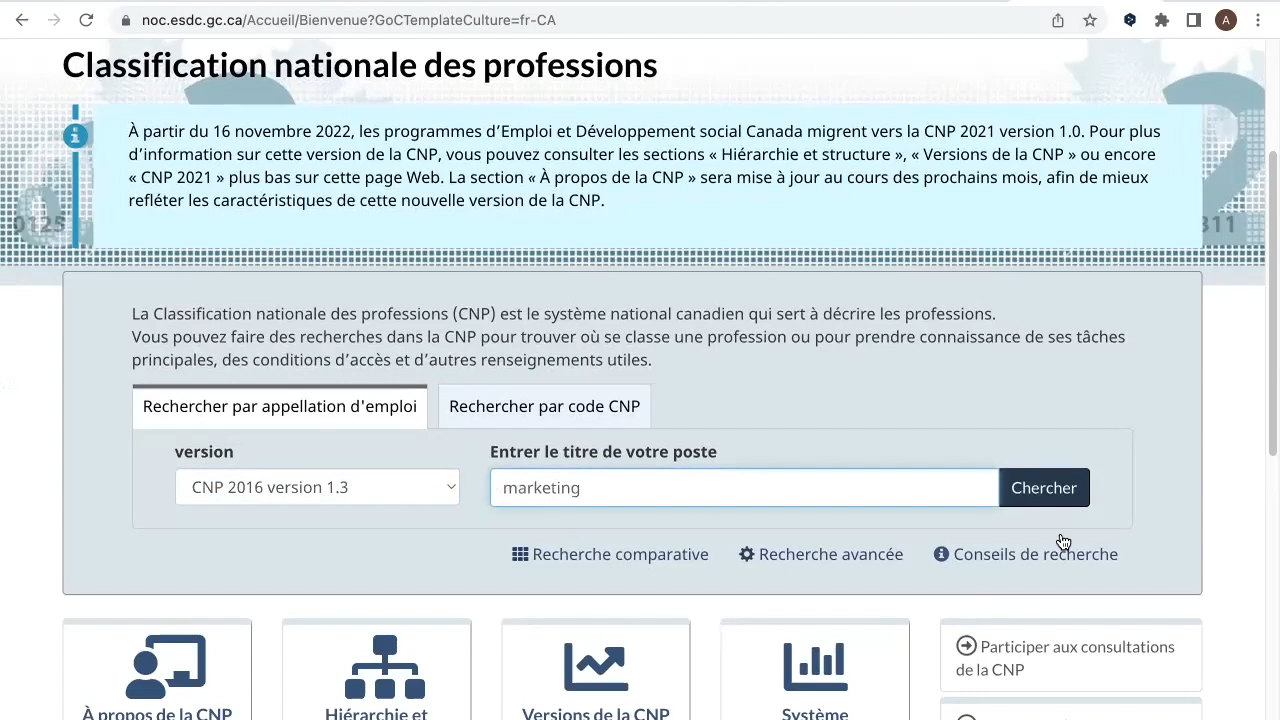 noc.esdc.gc.ca/Accueil/Bienvenue?GoCTemplateCulture=fr-CA
A
Classification nationale des professions
À partir du 16 novembre 2022, les programmes d’Emploi et Développement social Canada migrent vers la CNP 2021 version 1.0. Pour plus
d’information sur cette version de la CNP, vous pouvez consulter les sections « Hiérarchie et structure », « Versions de la CNP » ou encore
« CNP 2021 » plus bas sur cette page Web. La section « À propos de la CNP » sera mise à jour au cours des prochains mois, afin de mieux
refléter les caractéristiques de cette nouvelle version de la CNP.
0125
311
La Classification nationale des professions (CNP) est le système national canadien qui sert à décrire les professions.
Vous pouvez faire des recherches dans la CNP pour trouver où se classe une profession ou pour prendre connaissance de ses tâches
principales, des conditions d’accès et d’autres renseignements utiles.
Rechercher par appellation d'emploi
Rechercher par code CNP
version
Entrer le titre de votre poste
CNP 2016 version 1.3
marketing
Chercher
Recherche comparative
Recherche avancée
Conseils de recherche
Participer aux consultations
de la CNP
À propos de la CNP
Hiérarchie et
Versions de la CNP
Système